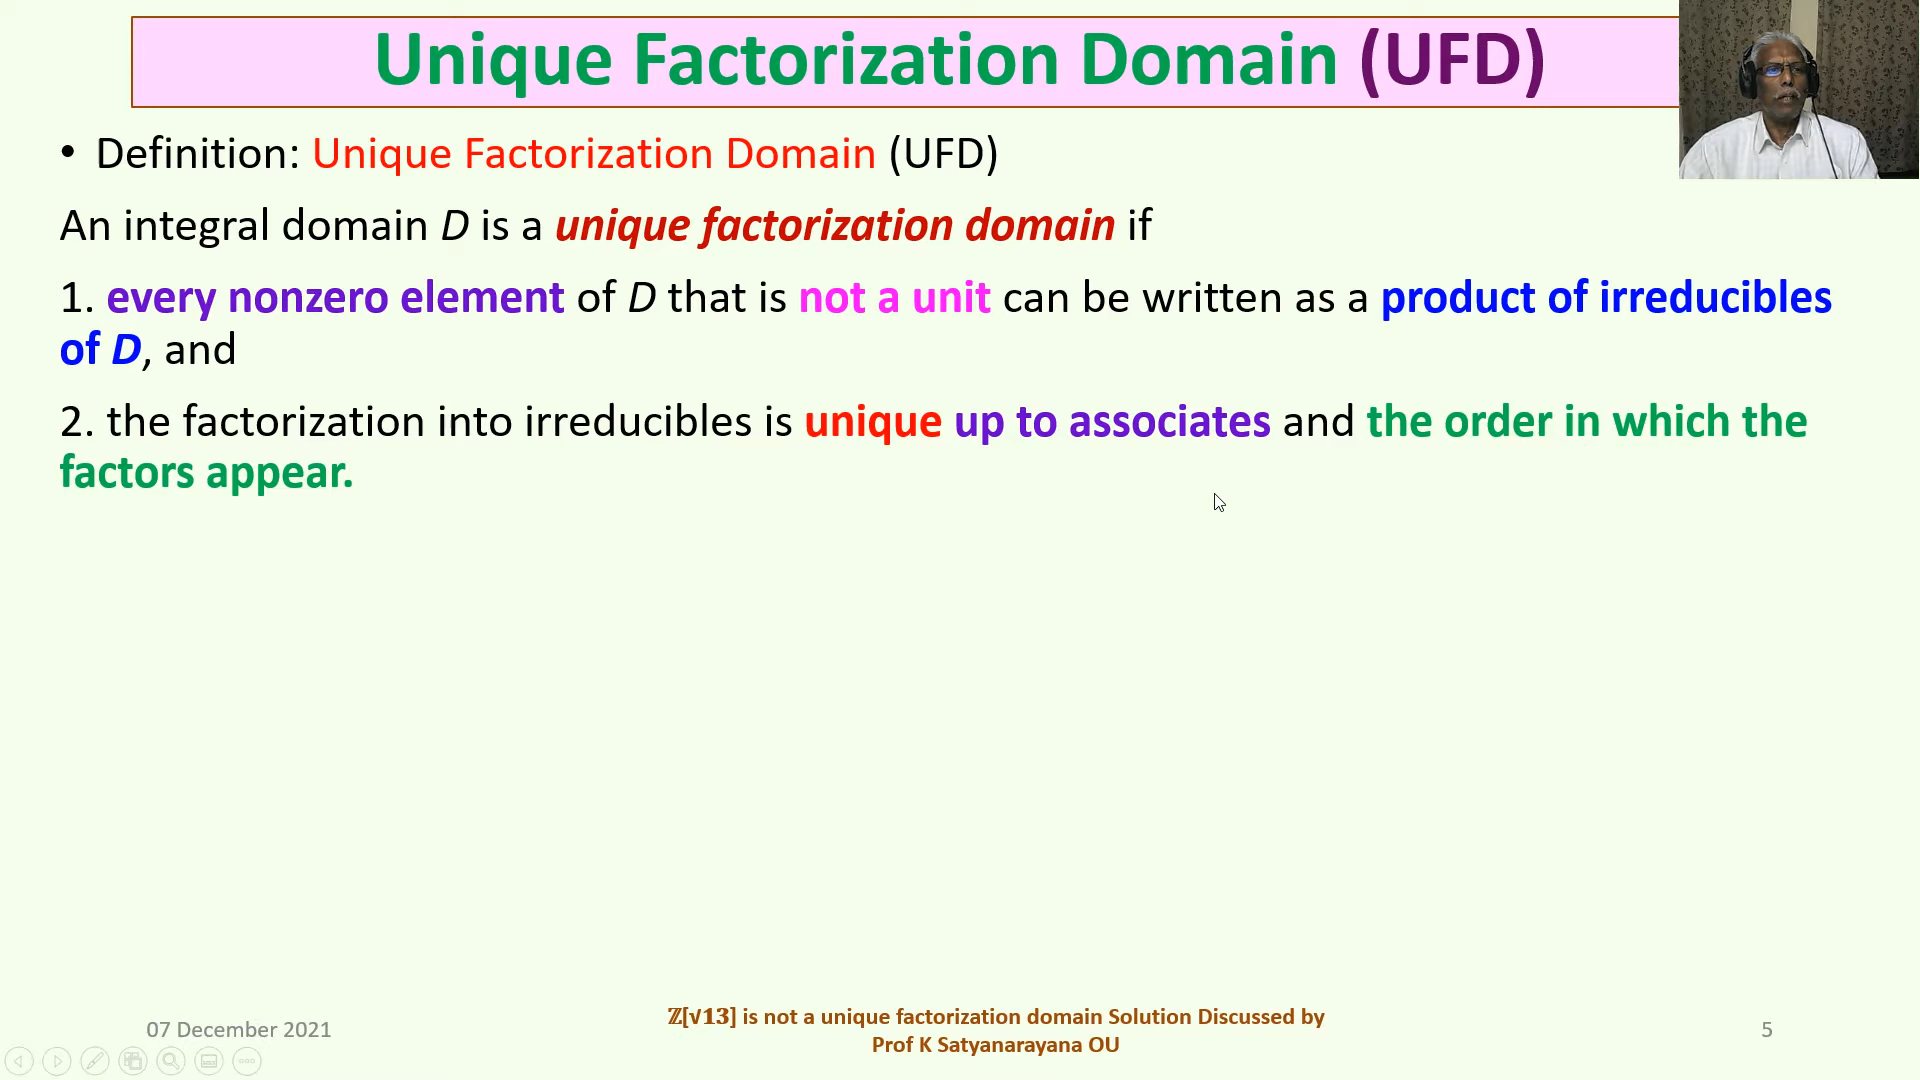 Unique Factorization Domain (UFD)
• Definition: Unique Factorization Domain (UFD)
An integral domain D is a unique factorization domain if
1. every nonzero element of D that is not a unit can be written as a product of irreducibles
of D, and
2. the factorization into irreducibles is unique up to associates and the order in which the
factors appear.
07 December 2021
ℤ[√13] is not a unique factorization domain Solution Discussed by
Prof K Satyanarayana OU
5